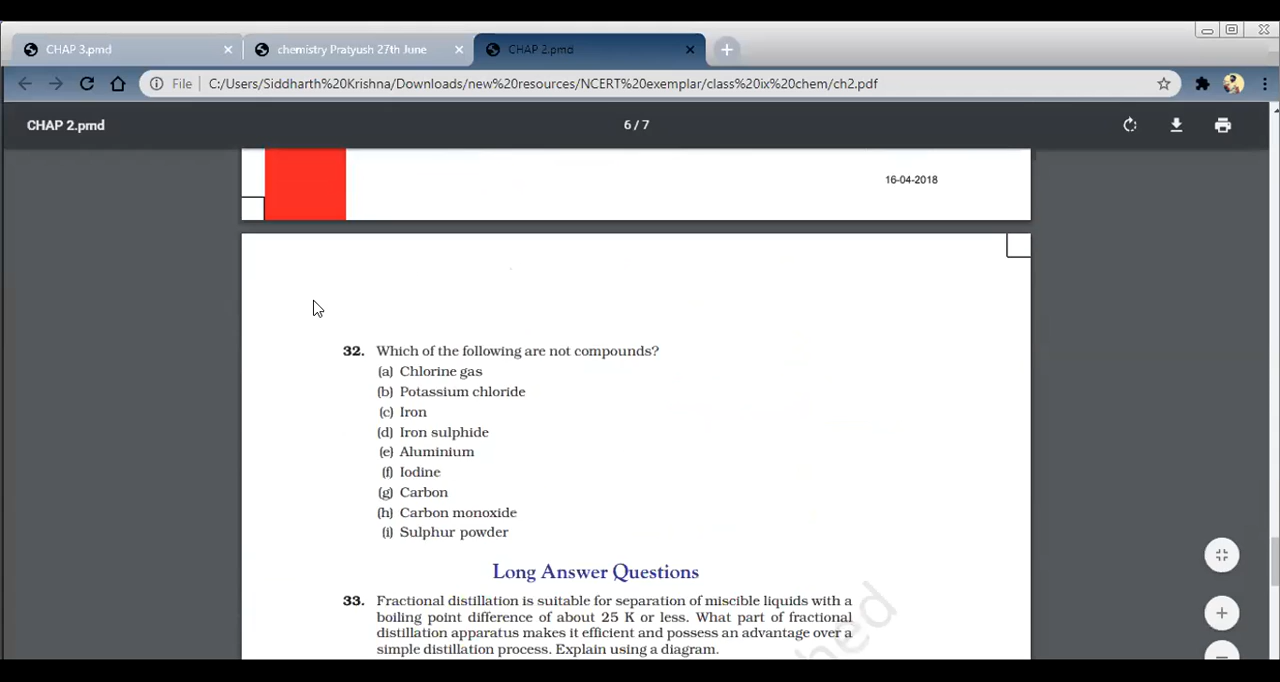 CHAP 3.pmd
chemistry Pratyush 27th June
CHAP 2.pmd
File
C:/Users/Siddharth%20Krishna/Downloads/new%20resources/NCERT%20exemplar/class%20ix%20chem/ch2.pdf
CHAP 2.pmd
6 / 7
16-04-2018
32. Which of the following are not compounds?
(a) Chlorine gas
(b) Potassium chloride
(c) Iron
(d) Iron sulphide
(e) Aluminium
(f) Iodine
(g) Carbon
(h) Carbon monoxide
(i) Sulphur powder
Long Answer Questions
33. Fractional distillation is suitable for separation of miscible liquids with a
boiling point difference of about 25 K or less. What part of fractional
distillation apparatus makes it efficient and possess an advantage over a
simple distillation process. Explain using a diagram.